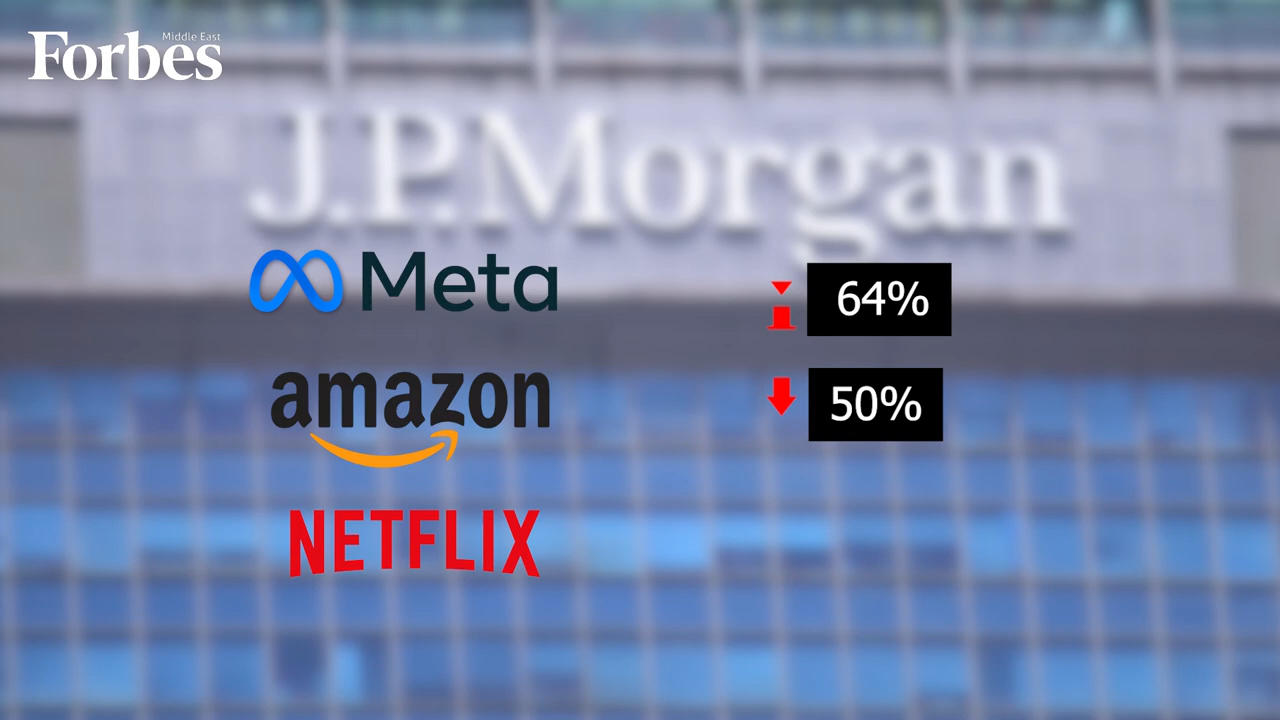 Middle East
Forbes
J.P.Morgan
Meta 64%
amazon 50%
NETFLIX